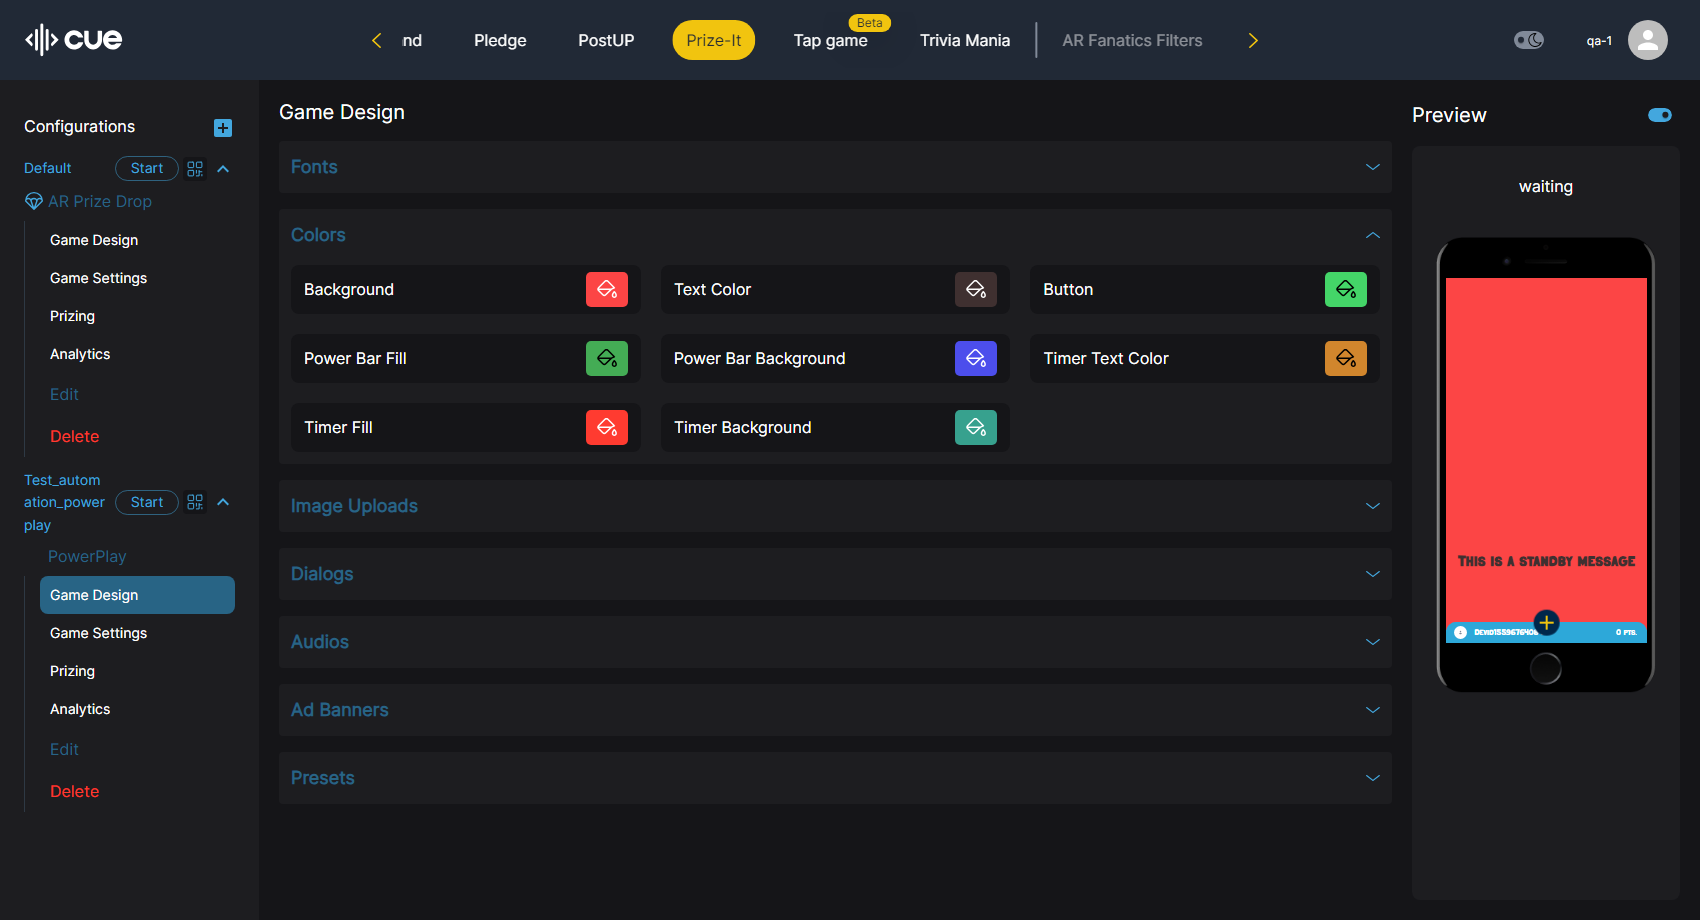 cue
nd
Pledge
PostUP
Prize-It
Tap game
Beta
Trivia Mania
AR Fanatics Filters
qa-1
Configurations
Default
Start
AR Prize Drop
Game Design
Game Settings
Prizing
Analytics
Edit
Delete
Test_autom
ation_power
play
Start
PowerPlay
Game Design
Game Settings
Prizing
Analytics
Edit
Delete
Game Design
Fonts
Colors
Background
Text Color
Button
Power Bar Fill
Power Bar Background
Timer Text Color
Timer Fill
Timer Background
Image Uploads
Dialogs
Audios
Ad Banners
Presets
Preview
waiting
This is a standby message
0 pts.